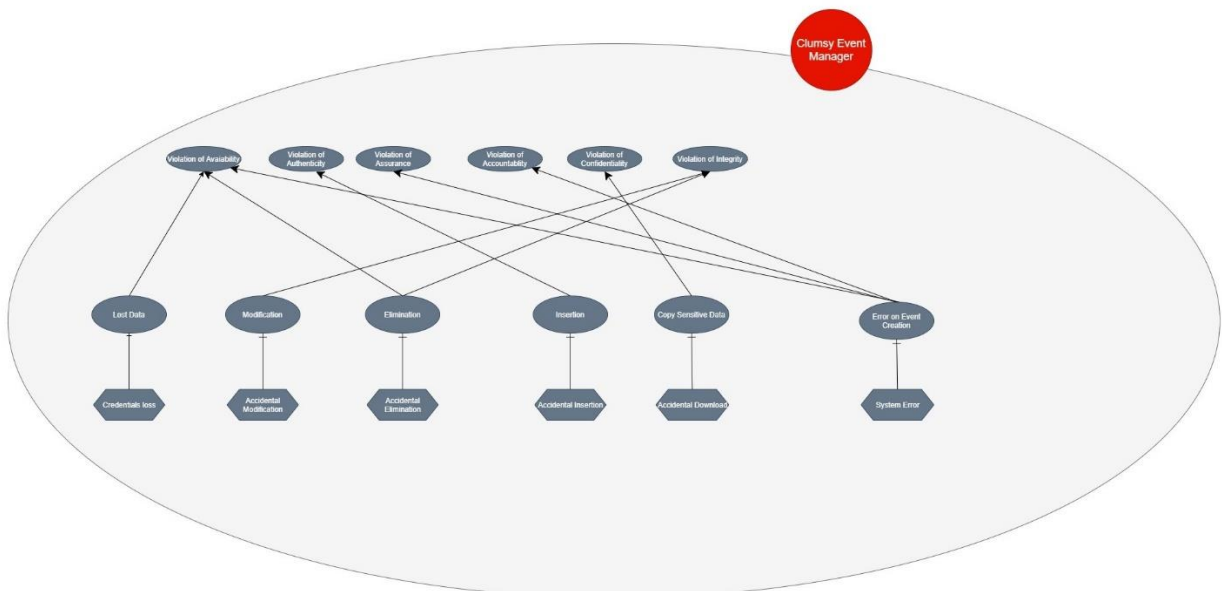 Clumsy Event
Manager
Violation of Avaiability
Violation of
Authenticity
Violation of
Assurance
Violation of
Accountablity
Violation of
Confidentiality
Violation of Integrity
Lost Data
Modification
Elimination
Insertion
Copy Sensitive Data
Error on Event
Creation
Credentials loss
Accidental
Modification
Accidental
Elimination
Accidental Insertion
Accidental Download
System Error